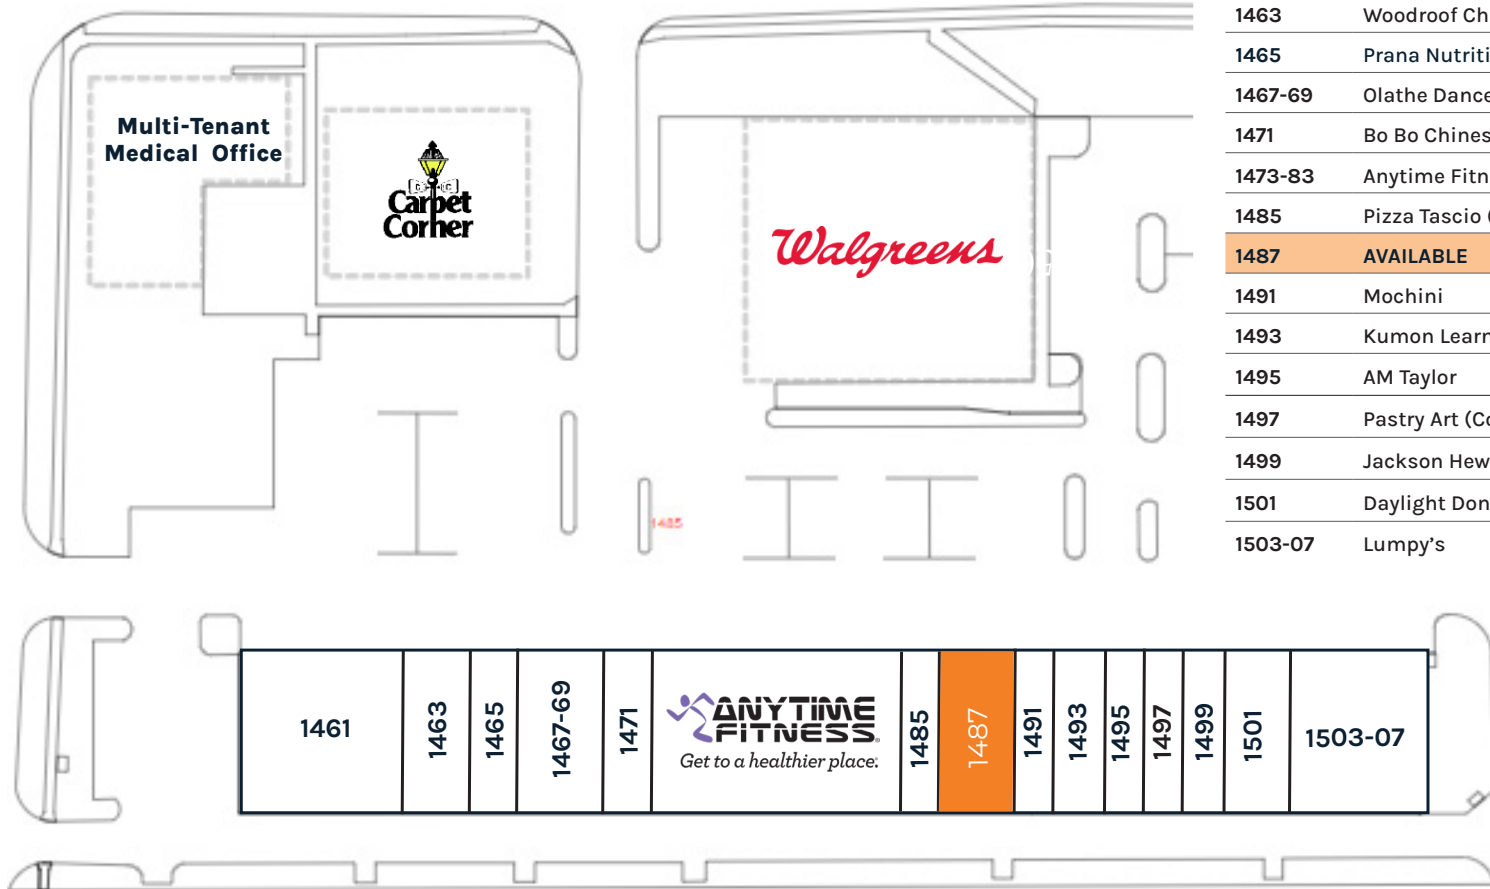 Multi-Tenant
Medical Office
Carpet
Corner
Walgreens
1485
1463 Woodroof Ch
1465 Prana Nutriti
1467-69 Olathe Dance
1471 Bo Bo Chines
1473-83 Anytime Fitn
1485 Pizza Tascio (
1487 AVAILABLE
1491 Mochini
1493 Kumon Learn
1495 AM Taylor
1497 Pastry Art (Co
1499 Jackson Hew
1501 Daylight Don
1503-07 Lumpy’s
1461
1463
1465
1467-69
1471
ANYTIME
FITNESS
Get to a healthier place.
1485
1487
1491
1493
1495
1497
1499
1501
1503-07